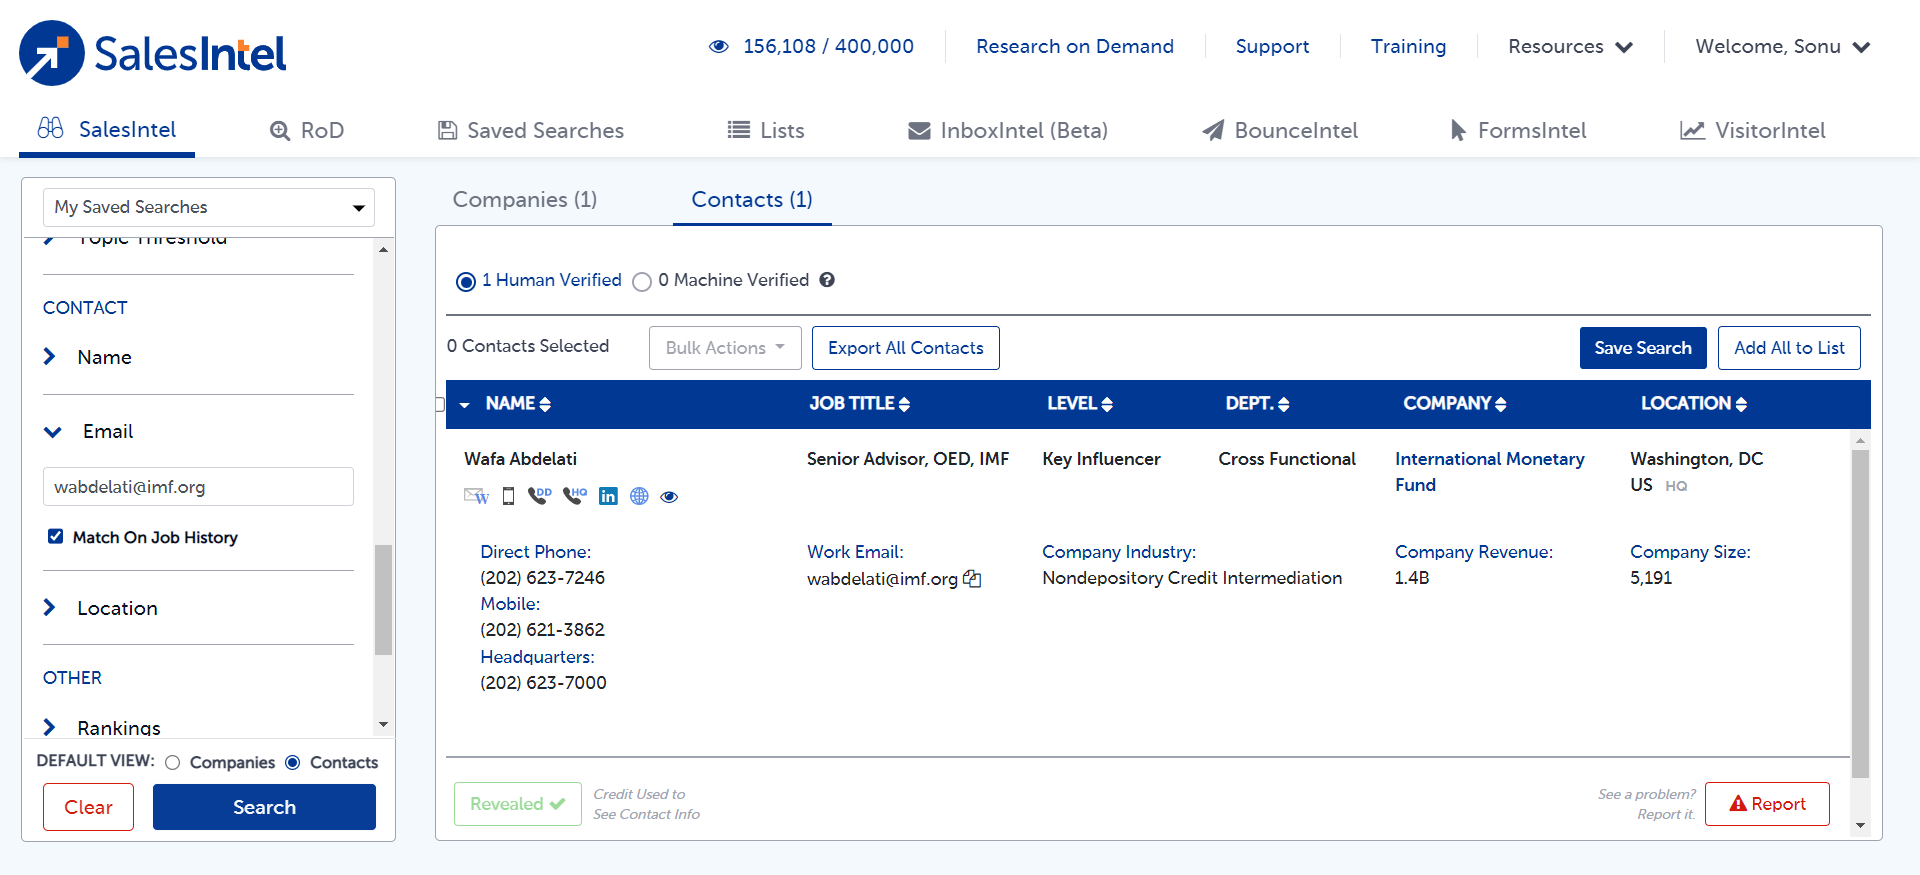 SalesIntel
156,108 / 400,000
Research on Demand
Support
Training
Resources
Welcome, Sonu
SalesIntel
RoD
Saved Searches
Lists
InboxIntel (Beta)
BounceIntel
FormsIntel
VisitorIntel
My Saved Searches
Topic Threshold
CONTACT
Name
Email
wabdelati@imf.org
Match On Job History
Location
OTHER
Rankings
DEFAULT VIEW: Companies Contacts
Clear
Search
Companies (1)
Contacts (1)
1 Human Verified
0 Machine Verified
0 Contacts Selected
Bulk Actions
Export All Contacts
Save Search
Add All to List
NAME
JOB TITLE
LEVEL
DEPT.
COMPANY
LOCATION
Wafa Abdelati
Senior Advisor, OED, IMF
Key Influencer
Cross Functional
International Monetary
Fund
Washington, DC
US HQ
W
DD
HQ
in
Direct Phone:
(202) 623-7246
Mobile:
(202) 621-3862
Headquarters:
(202) 623-7000
Work Email:
wabdelati@imf.org
Company Industry:
Nondepository Credit Intermediation
Company Revenue:
1.4B
Company Size:
5,191
Revealed
Credit Used to
See Contact Info
See a problem?
Report it.
Report